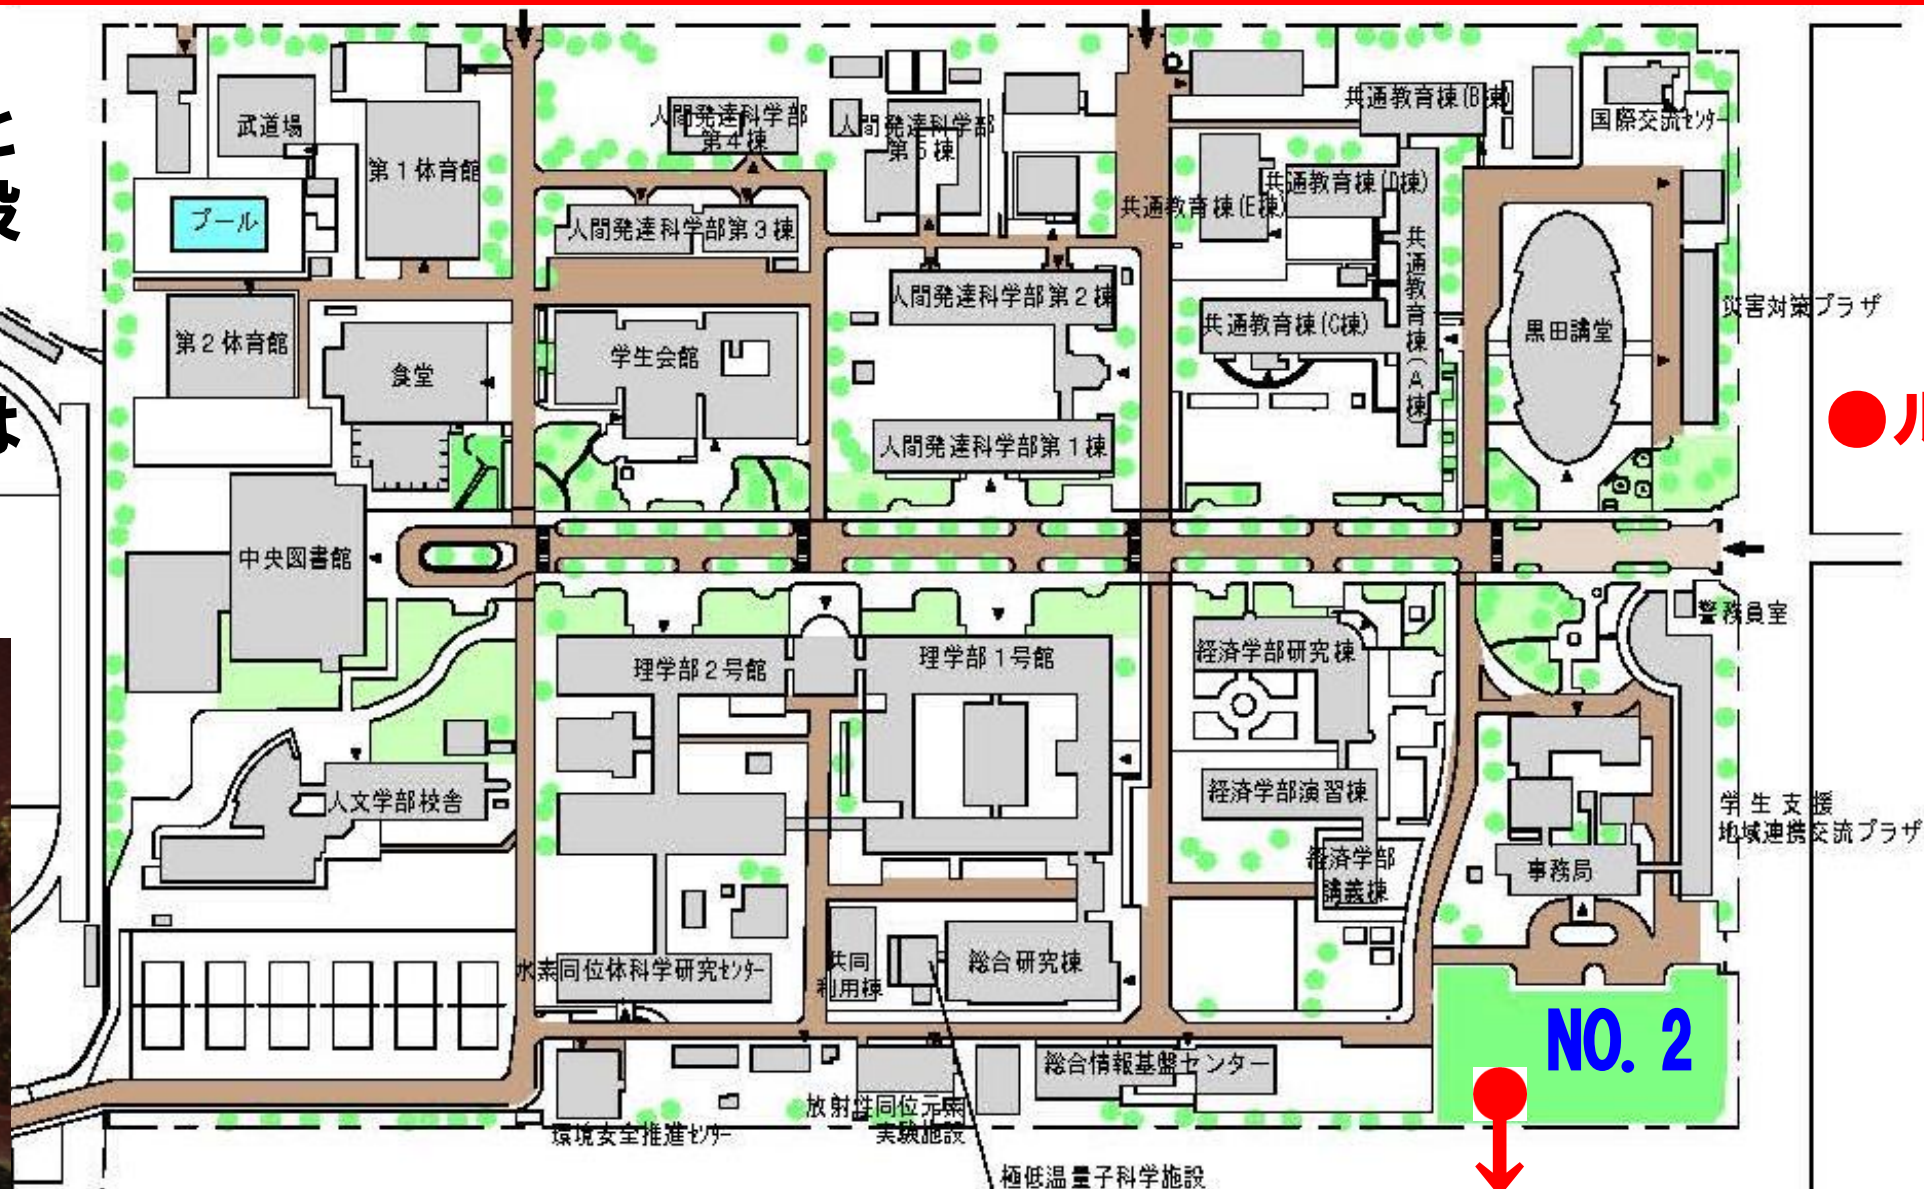 人間発達科学部
第4棟
人間発達科学部
第5棟
共通教育棟(B棟)
国際交流ｾﾝﾀｰ
武道場
第1体育館
共通教育棟(D棟)
共通教育棟(E棟)
プール
人間発達科学部第3棟
共通教育棟(A棟)
人間発達科学部第2棟
災害対策プラザ
第2体育館
学生会館
共通教育棟(C棟)
黒田講堂
食堂
人間発達科学部第1棟
中央図書館
警務員室
理学部2号館
理学部1号館
経済学部研究棟
人文学部校舎
経済学部演習棟
学生支援
地域連携交流プラザ
経済学部
講義棟
事務局
水素同位体科学研究ｾﾝﾀｰ
共同
利用棟
総合研究棟
NO. 2
総合情報基盤センター
放射性同位元素
実験施設
環境安全推進ｾﾝﾀｰ
極低温量子科学施設